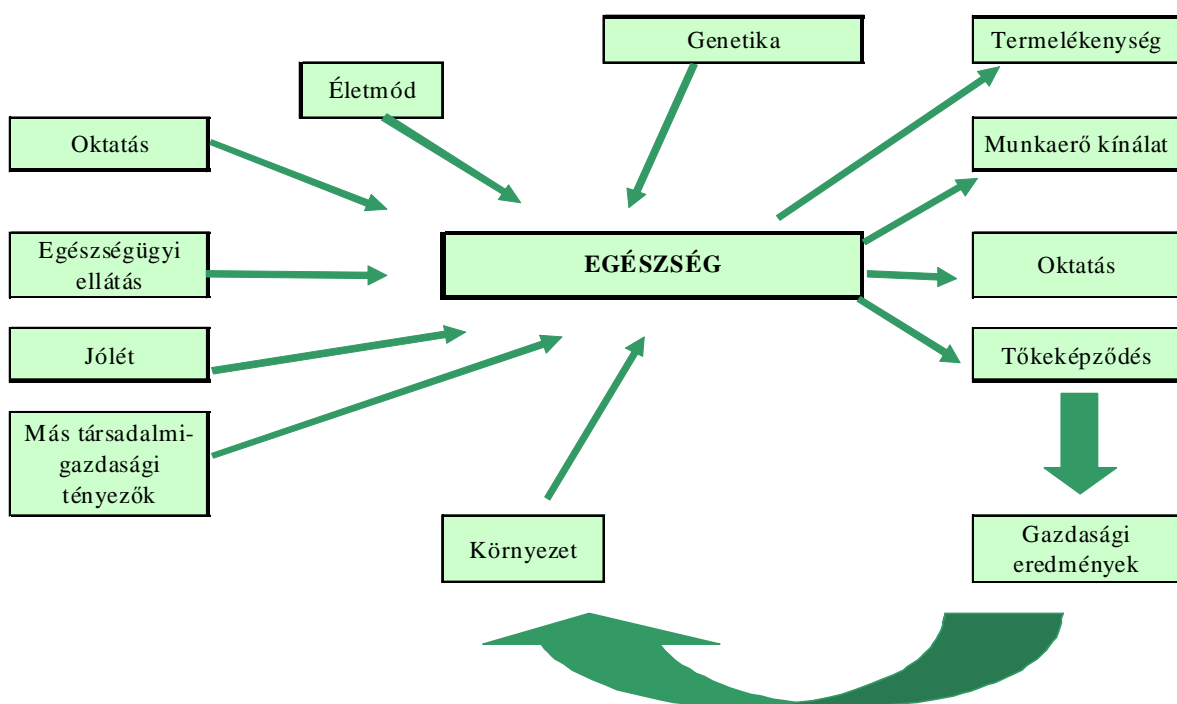 Genetika
Termelékenység
Életmód
Oktatás
Munkaerő kínálat
Egészségügyi
ellátás
EGÉSZSÉG
Oktatás
Jólét
Tőkeképződés
Más társadalmi-
gazdasági
tényezők
Környezet
Gazdasági
eredmények